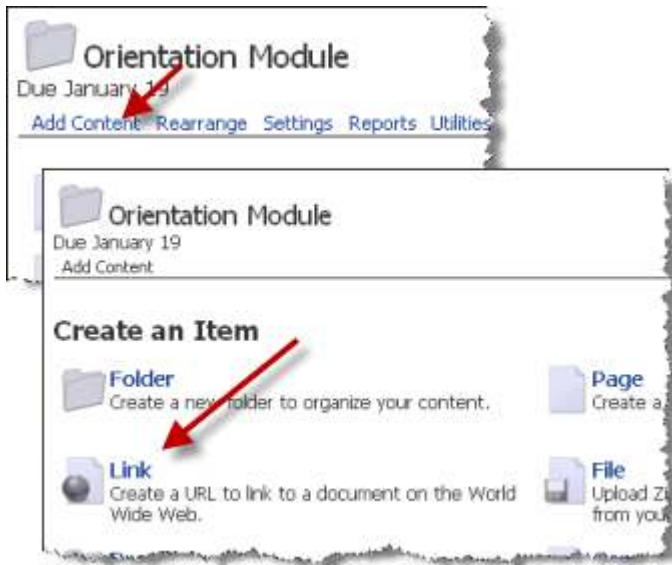 Orientation Module
Due January 19
Add Content Rearrange Settings Reports Utilities
Orientation Module
Due January 19
Add Content
Create an Item
Folder
Create a new folder to organize your content.
Page
Create a
Link
Create a URL to link to a document on the World
Wide Web.
File
Upload Zi
from you